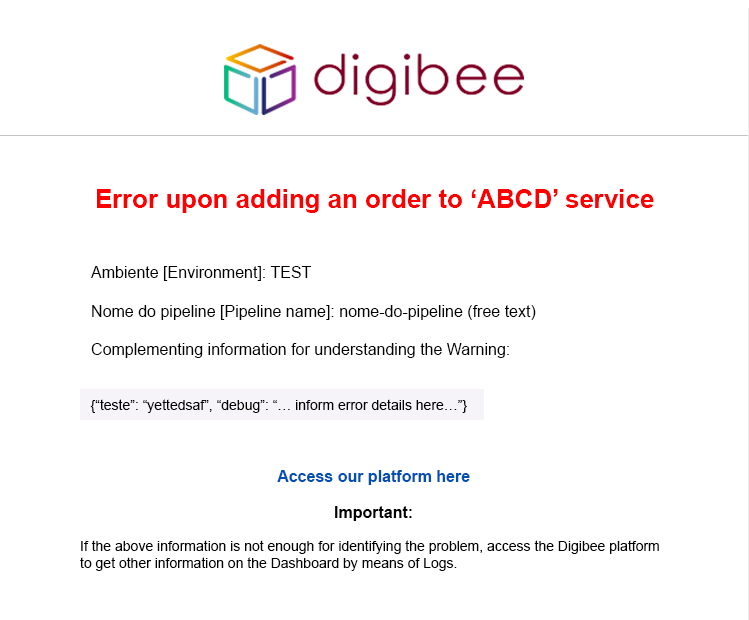 digibee
Error upon adding an order to ‘ABCD’ service
Ambiente [Environment]: TEST
Nome do pipeline [Pipeline name]: nome-do-pipeline (free text)
Complementing information for understanding the Warning:
{“teste”: “yettedsaf”, “debug”: “… inform error details here…”}
Access our platform here
Important:
If the above information is not enough for identifying the problem, access the Digibee platform
to get other information on the Dashboard by means of Logs.